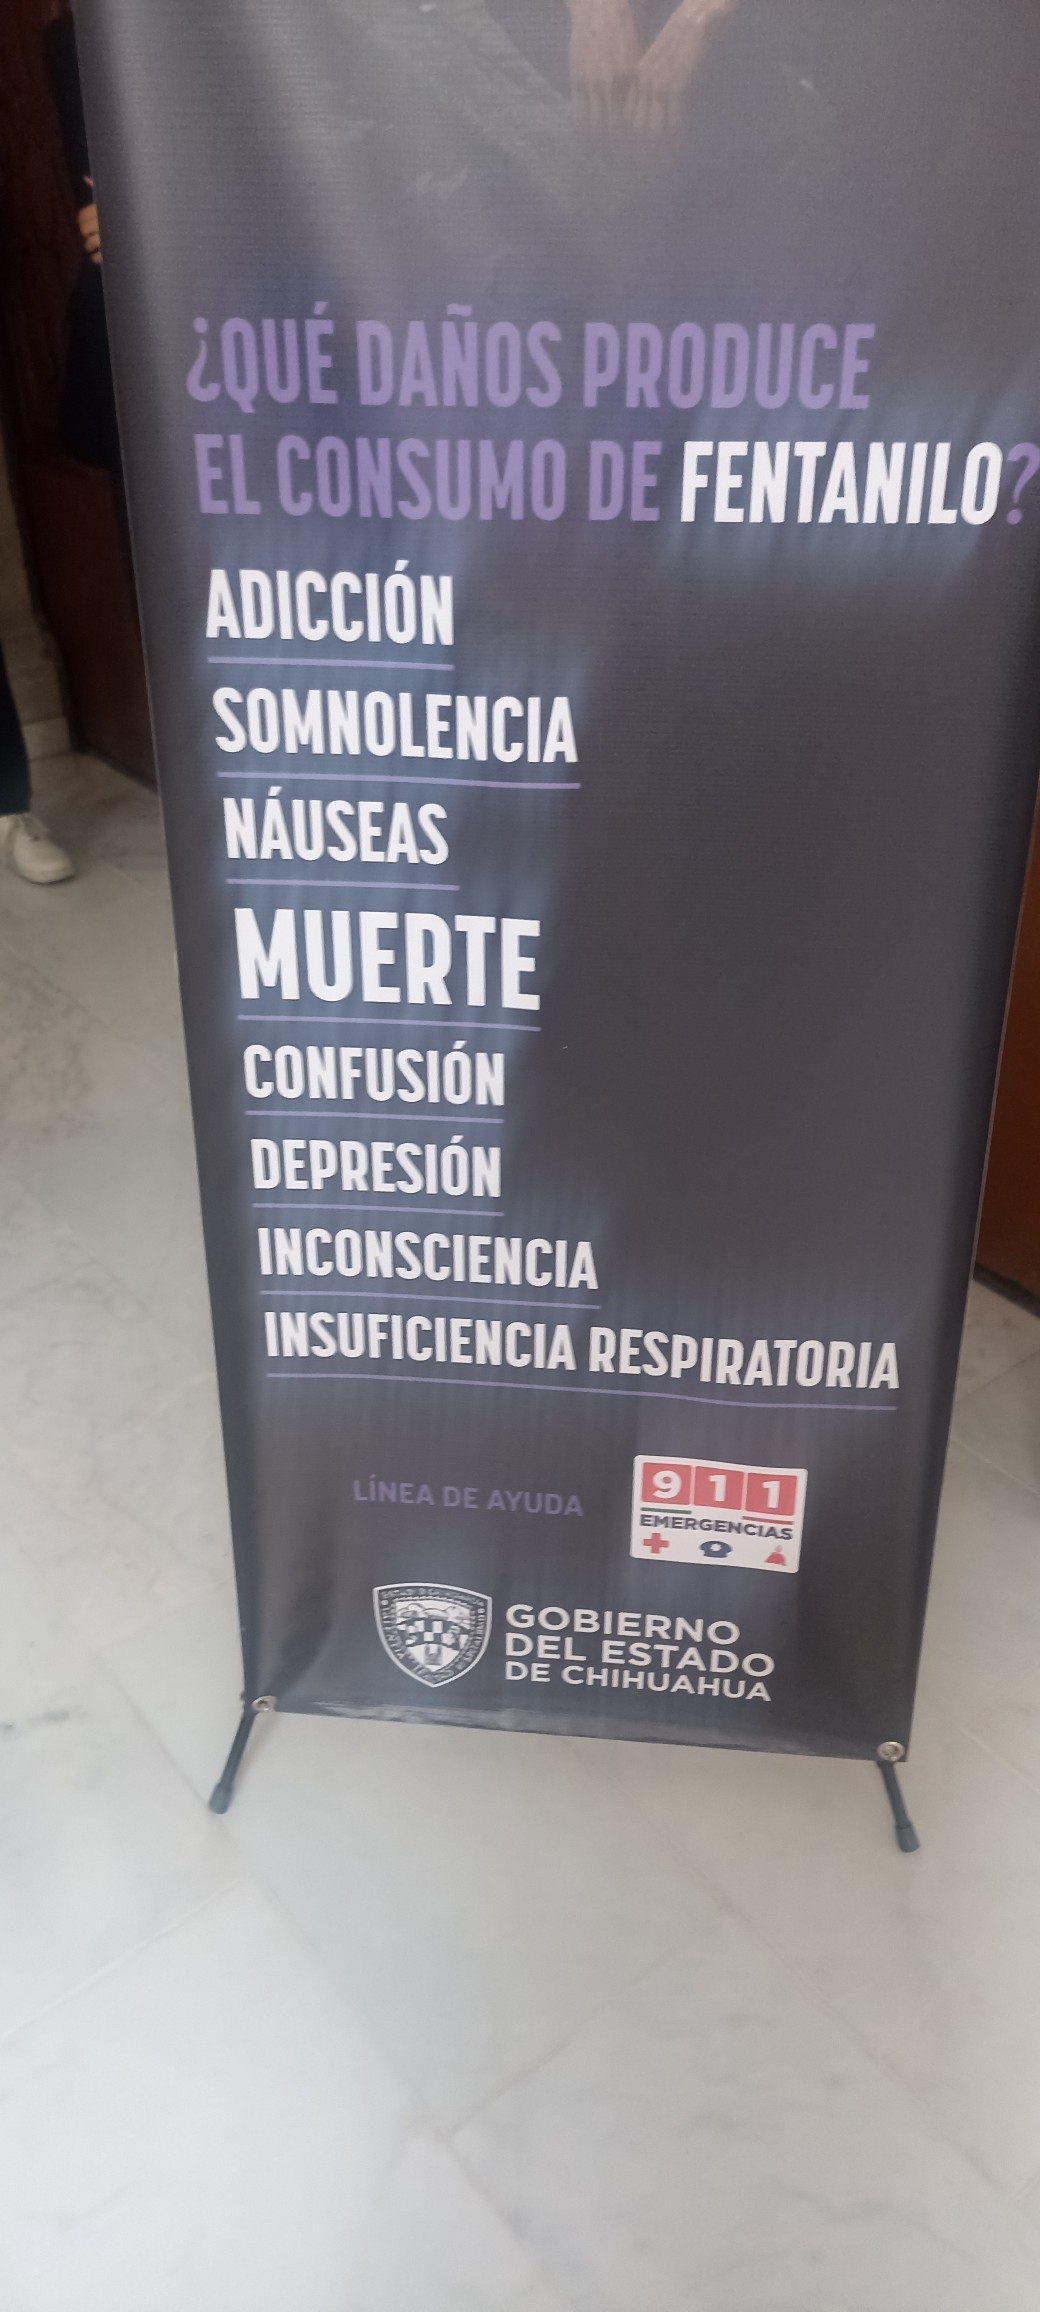 ¿QUÉ DAÑOS PRODUCE
EL CONSUMO DE FENTANILO?
ADICCIÓN
SOMNOLENCIA
NÁUSEAS
MUERTE
CONFUSIÓN
DEPRESIÓN
INCONSCIENCIA
INSUFICIENCIA RESPIRATORIA
LÍNEA DE AYUDA
911
EMERGENCIAS
GOBIERNO
DEL ESTADO
DE CHIHUAHUA